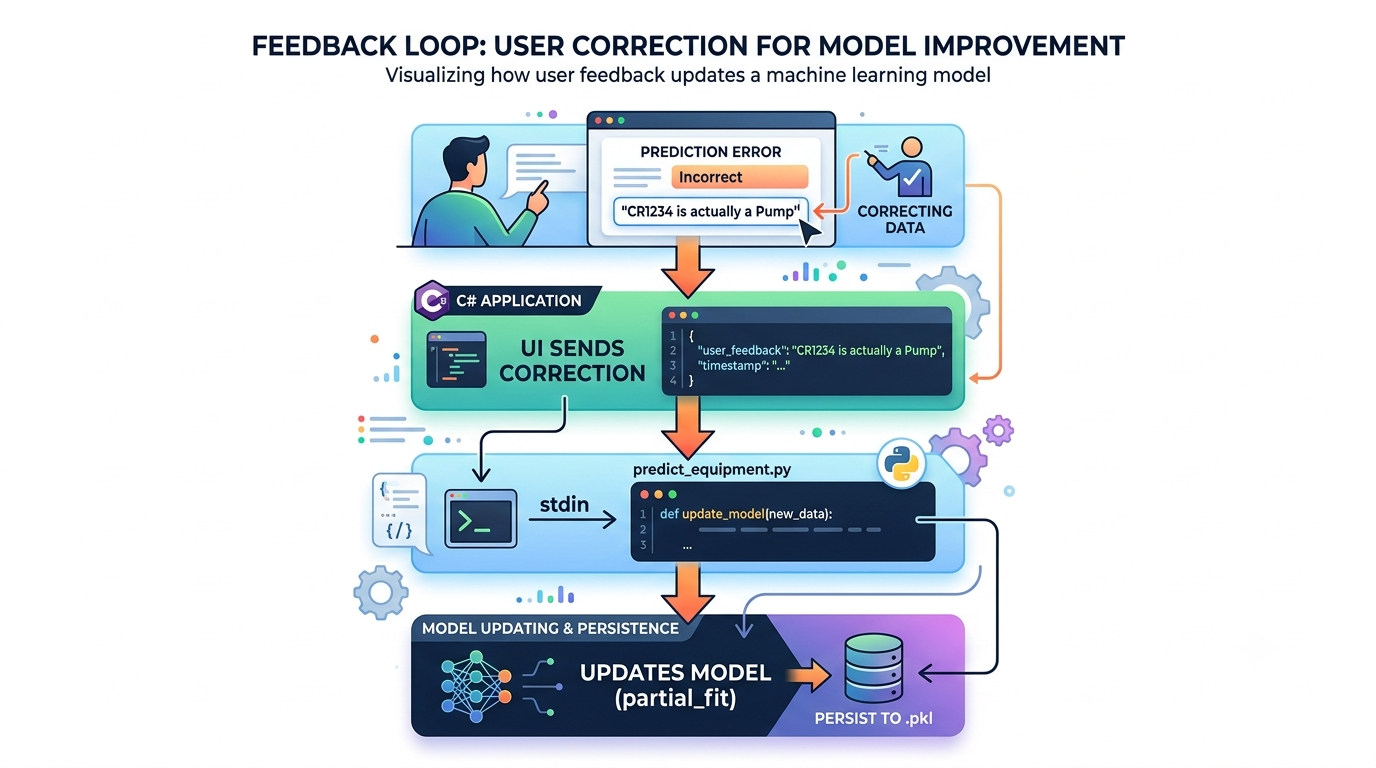 FEEDBACK LOOP: USER CORRECTION FOR MODEL IMPROVEMENT
Visualizing how user feedback updates a machine learning model
PREDICTION ERROR
Incorrect
"CR1234 is actually a Pump"
CORRECTING
DATA
C# APPLICATION
UI SENDS
CORRECTION
1 {
2 "user_feedback": "CR1234 is actually a Pump",
3 "timestamp": "..."
4 }
predict_equipment.py
{
{/}
>_
stdin
1 def update_model(new_data):
2
3 ...
MODEL UPDATING & PERSISTENCE
UPDATES MODEL
(partial_fit)
PERSIST TO .pkl